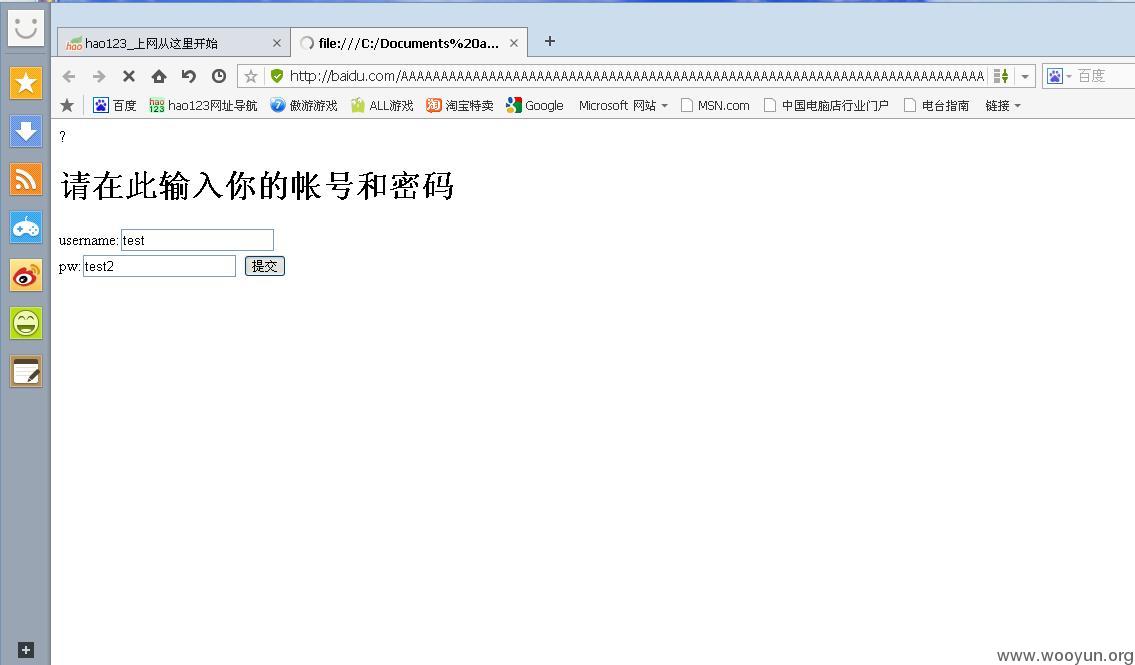 hao123_上网从这里开始
file:///C:/Documents%20a...
http://baidu.com/AAAAAAAAAAAAAAAAAAAAAAAAAAAAAAAAAAAAAAAAAAAAAAAAAAAAAAAAAAAAAAAAAAAAAAAAA
百度
百度 hao123网址导航 傲游游戏 ALL游戏 淘宝特卖 Google Microsoft 网站 MSN.com 中国电脑店行业门户 电台指南 链接
?
请在此输入你的帐号和密码
username: test
pw: test2 提交
www.wooyun.org